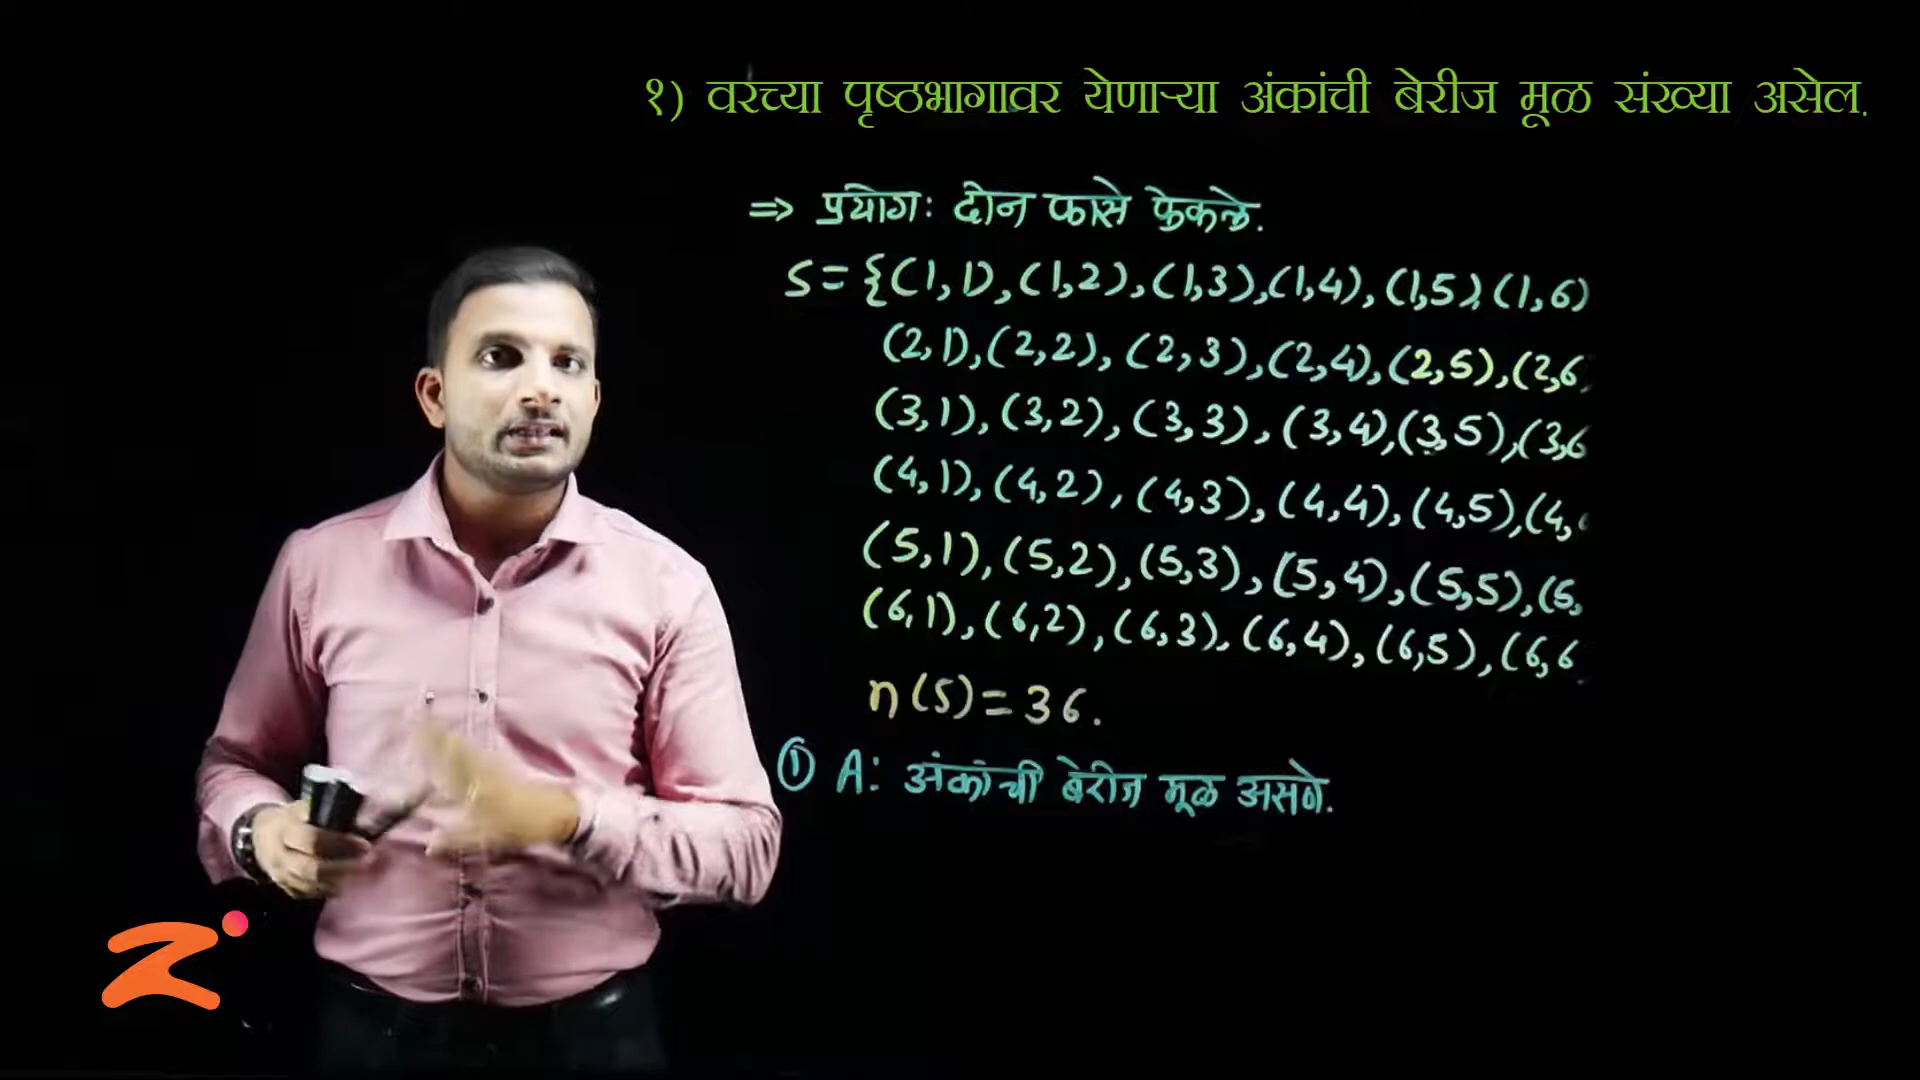 १) वरच्या पृष्ठभागावर येणाऱ्या अंकांची बेरीज मूळ संख्या असेल.
⇒ प्रयोग: दोन फासे फेकले.
S = {(1,1), (1,2), (1,3), (1,4), (1,5), (1,6)
(2,1), (2,2), (2,3), (2,4), (2,5), (2,6
(3,1), (3,2), (3,3), (3,4), (3,5), (3,6
(4,1), (4,2), (4,3), (4,4), (4,5), (4,
(5,1), (5,2), (5,3), (5,4), (5,5), (5,
(6,1), (6,2), (6,3), (6,4), (6,5), (6,6
n(S) = 36.
① A: अंकांची बेरीज मूळ असणे.